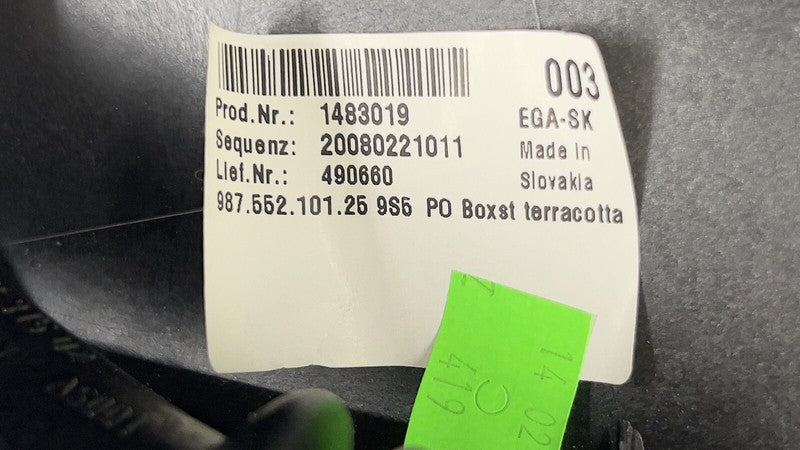 003
Prod.Nr.: 1483019 EGA-SK
Sequenz: 20080221011 Made in
Lief.Nr.: 490660 Slovakia
987.552.101.25 9S5 PO Boxst terracotta
14 02
C 419